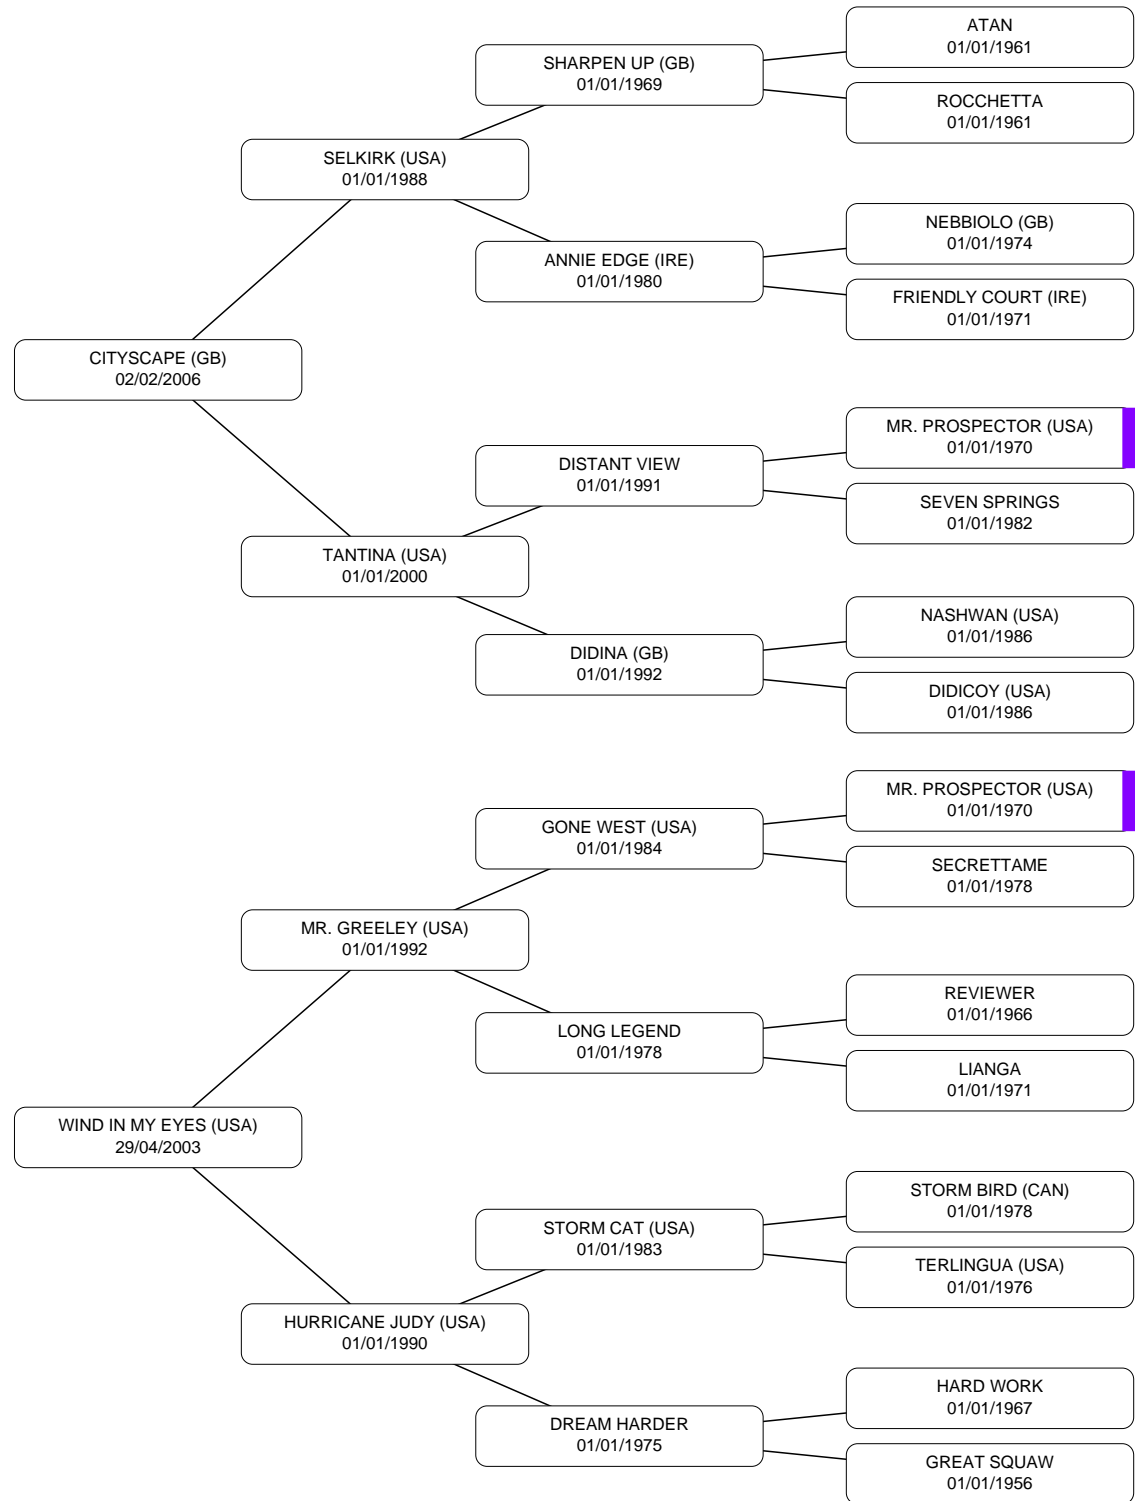 ATAN
01/01/1961
SHARPEN UP (GB)
01/01/1969
ROCCHETTA
01/01/1961
SELKIRK (USA)
01/01/1988
NEBBIOLO (GB)
01/01/1974
ANNIE EDGE (IRE)
01/01/1980
FRIENDLY COURT (IRE)
01/01/1971
CITYSCAPE (GB)
02/02/2006
MR. PROSPECTOR (USA)
01/01/1970
DISTANT VIEW
01/01/1991
SEVEN SPRINGS
01/01/1982
TANTINA (USA)
01/01/2000
NASHWAN (USA)
01/01/1986
DIDINA (GB)
01/01/1992
DIDICOY (USA)
01/01/1986
MR. PROSPECTOR (USA)
01/01/1970
GONE WEST (USA)
01/01/1984
SECRETTAME
01/01/1978
MR. GREELEY (USA)
01/01/1992
REVIEWER
01/01/1966
LONG LEGEND
01/01/1978
LIANGA
01/01/1971
WIND IN MY EYES (USA)
29/04/2003
STORM BIRD (CAN)
01/01/1978
STORM CAT (USA)
01/01/1983
TERLINGUA (USA)
01/01/1976
HURRICANE JUDY (USA)
01/01/1990
HARD WORK
01/01/1967
DREAM HARDER
01/01/1975
GREAT SQUAW
01/01/1956